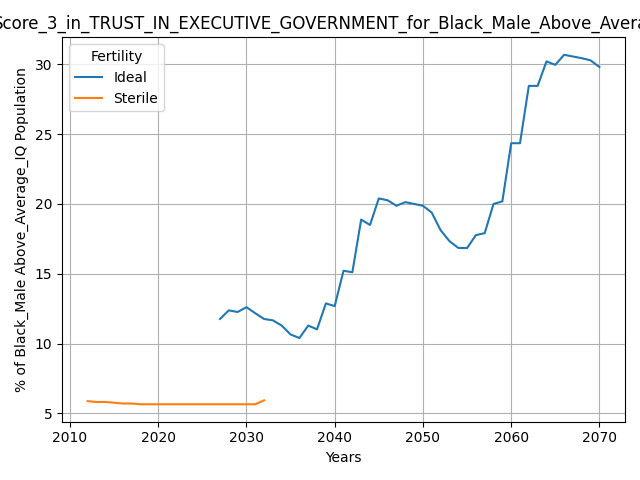 Score_3_in_TRUST_IN_EXECUTIVE_GOVERNMENT_for_Black_Male_Above_Avera
Fertility
Ideal
Sterile
% of Black_Male Above_Average_IQ Population
30
25
20
15
10
5
2010 2020 2030 2040 2050 2060 2070
Years